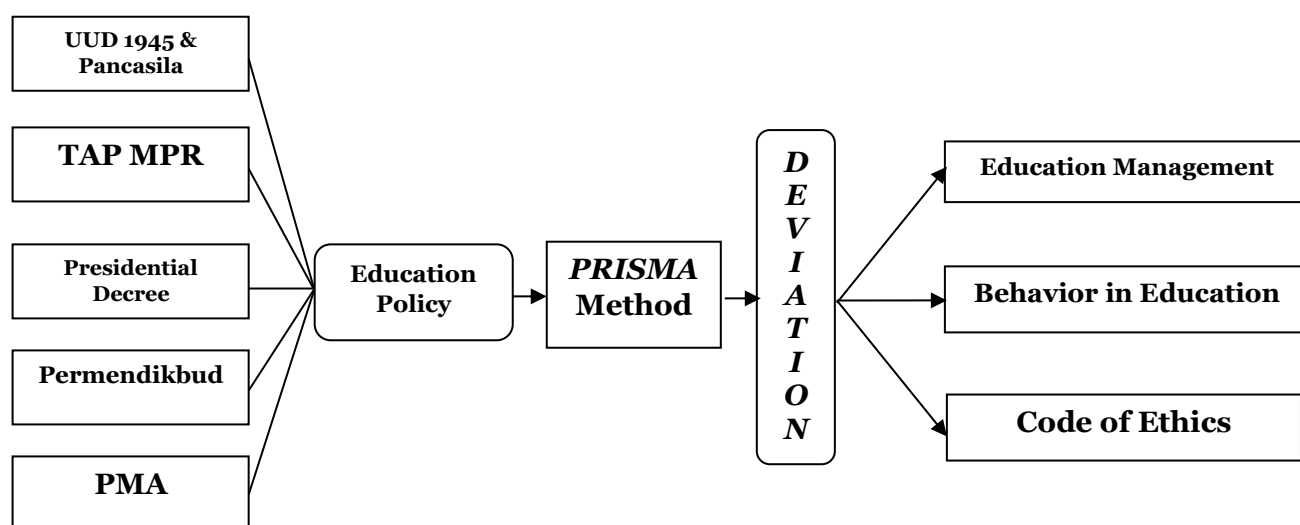 UUD 1945 &
Pancasila
TAP MPR
Presidential
Decree
Permendikbud
PMA
Education
Policy
PRISMA
Method
D
E
V
I
A
T
I
O
N
Education Management
Behavior in Education
Code of Ethics